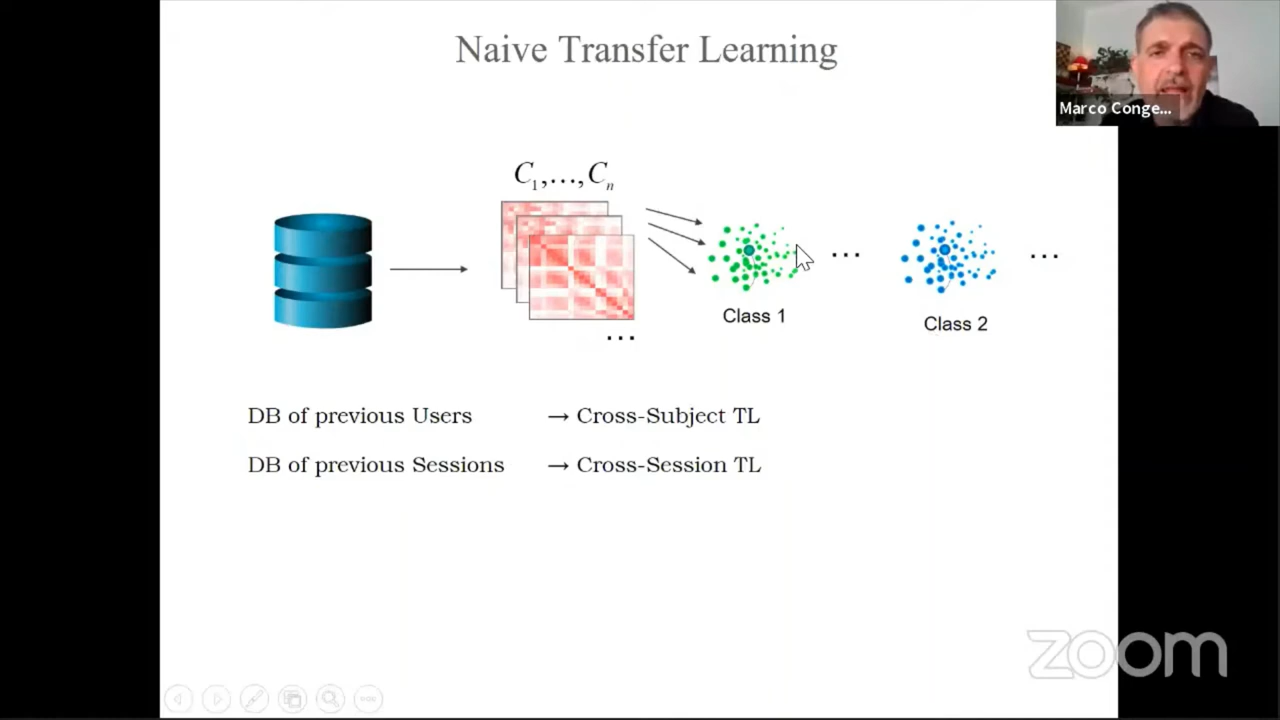 Naive Transfer Learning
Marco Conge...
C1,...,Cn
...
...
Class 1
Class 2
...
DB of previous Users → Cross-Subject TL
DB of previous Sessions → Cross-Session TL
zoom